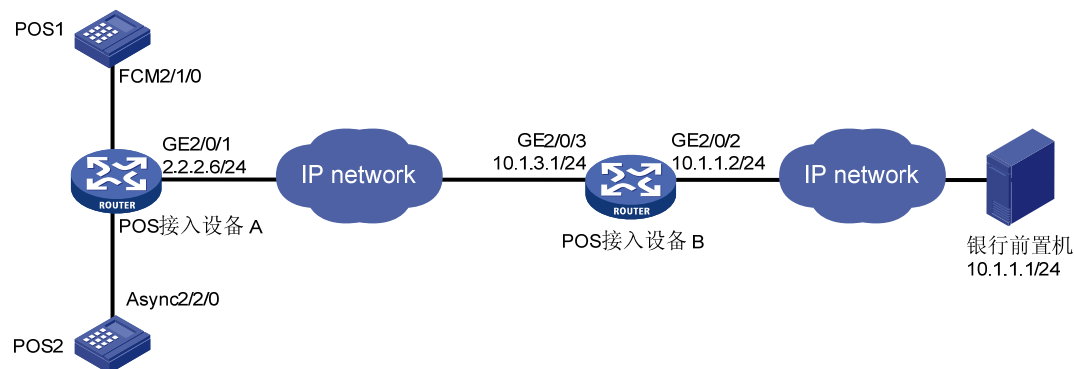 POS1
FCM2/1/0
GE2/0/1
2.2.2.6/24
IP network
ROUTER
POS接入设备 A
GE2/0/3
10.1.3.1/24
GE2/0/2
10.1.1.2/24
ROUTER
POS接入设备 B
IP network
银行前置机
10.1.1.1/24
Async2/2/0
POS2